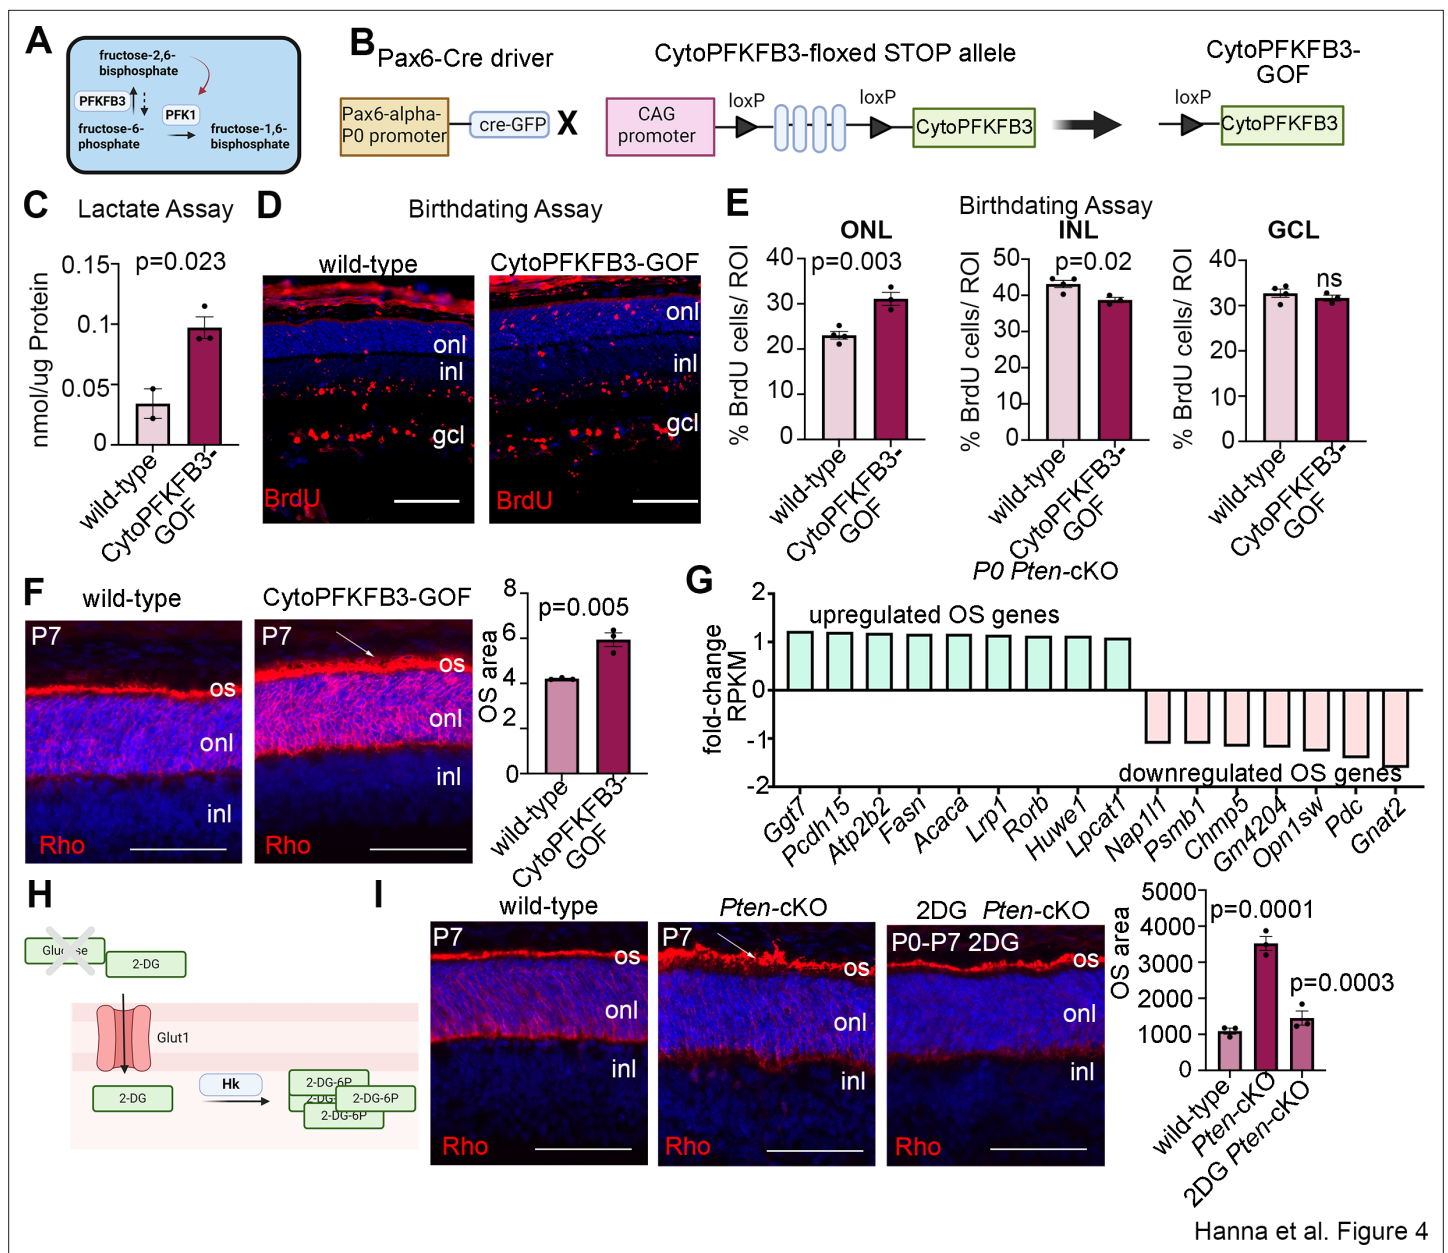 A
fructose-2,6-
bisphosphate
PFKFB3
PFK1
fructose-6-
phosphate
fructose-1,6-
bisphosphate
B
Pax6-Cre driver
CytoPFKFB3-floxed STOP allele
CytoPFKFB3-
GOF
Pax6-alpha-
P0 promoter
cre-GFP
X
CAG
promoter
loxP
loxP
CytoPFKFB3
loxP
CytoPFKFB3
C
Lactate Assay
nmol/ug Protein
0.15
0.1
0.05
0
p=0.023
wild-type
CytoPFKFB3-
GOF
D
Birthdating Assay
wild-type
onl
inl
gcl
BrdU
CytoPFKFB3-GOF
onl
inl
gcl
BrdU
E
Birthdating Assay
ONL
% BrdU cells/ ROI
40
30
20
10
0
p=0.003
wild-type
CytoPFKFB3-
GOF
INL
% BrdU cells/ ROI
50
40
30
20
10
0
p=0.02
wild-type
CytoPFKFB3-
GOF
GCL
% BrdU cells/ ROI
40
30
20
10
0
ns
wild-type
CytoPFKFB3-
GOF
F
wild-type
P7
os
onl
inl
Rho
CytoPFKFB3-GOF
P7
os
onl
inl
Rho
OS area
8
6
4
2
0
p=0.005
wild-type
CytoPFKFB3-
GOF
G
P0 Pten-cKO
fold-change
RPKM
2
1
0
-1
-2
upregulated OS genes
downregulated OS genes
Ggt7
Pcdh15
Atp2b2
Fasn
Acaca
Lrp1
Rorb
Huwe1
Lpcat1
Nap1l1
Psmb1
Chmp5
Gm4204
Opn1sw
Pdc
Gnat2
H
Glucose
2-DG
Glut1
2-DG
Hk
2-DG-6P
2-DG-6P
2-DG-6P
I
wild-type
P7
os
onl
inl
Rho
Pten-cKO
P7
os
onl
inl
Rho
2DG Pten-cKO
P0-P7 2DG
os
onl
inl
Rho
OS area
5000
4000
3000
2000
1000
0
p=0.0001
p=0.0003
wild-type
Pten-cKO
2DG Pten-cKO
Hanna et al. Figure 4